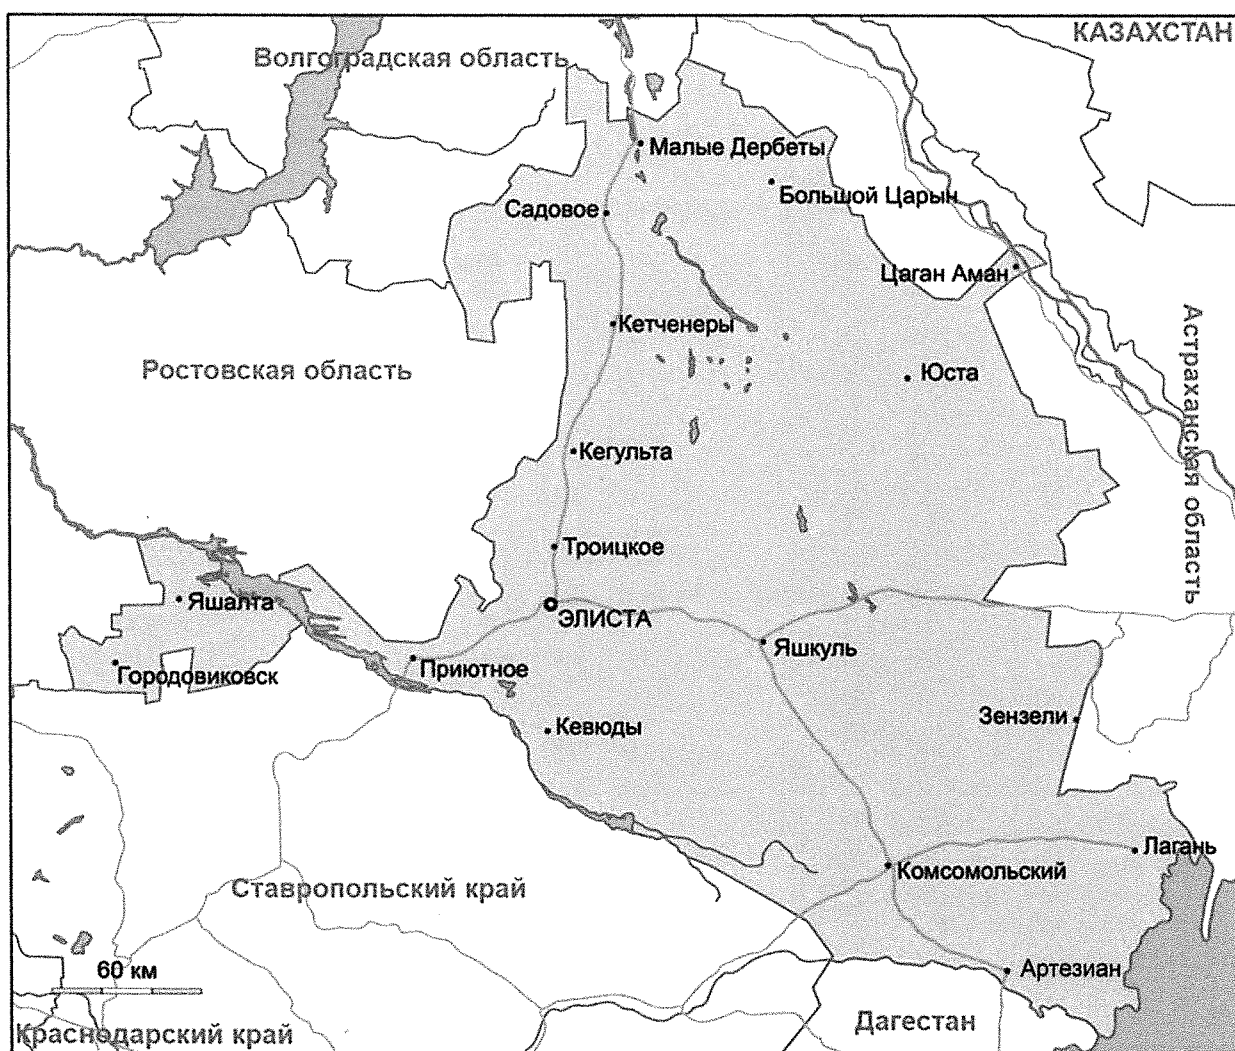 КАЗАХСТАН
Волгоградская область
Малые Дербеты
Большой Царын
Садовое
Цаган Аман
Кетченеры
Астраханская область
Ростовская область
Юста
Кегульта
Троицкое
Яшалта
ЭЛИСТА
Яшкуль
Приютное
Городовиковск
Зензели
Кевюды
Лагань
Комсомольский
Ставропольский край
60 км
Артезиан
Дагестан
Краснодарский край